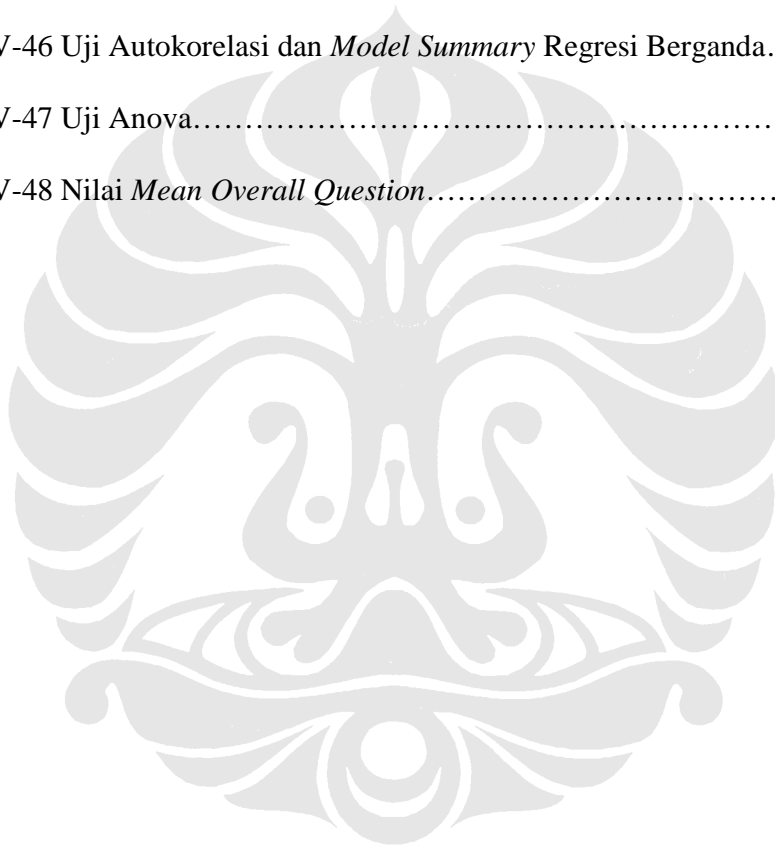 V-46 Uji Autokorelasi dan Model Summary Regresi Berganda.
V-47 Uji Anova……………………………………………………
V-48 Nilai Mean Overall Question………………………………